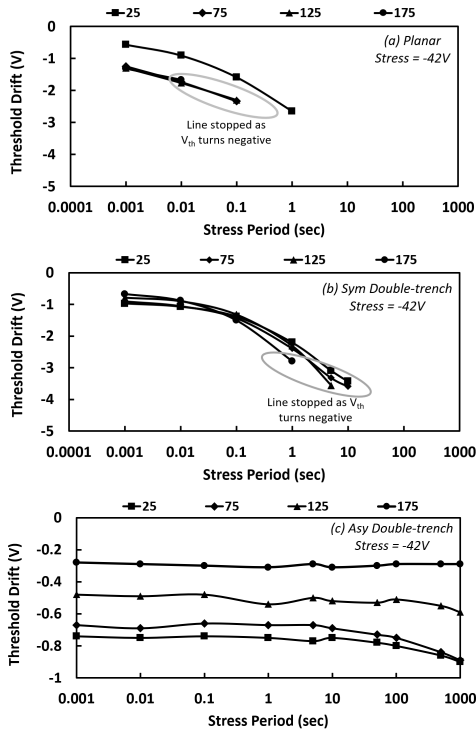 25 75 125 175
(a) Planar
Stress = -42V
Threshold Drift (V)
0
-1
-2
-3
-4
-5
Line stopped as
Vth turns negative
0.0001 0.001 0.01 0.1 1 10 100 1000
Stress Period (sec)
25 75 125 175
(b) Sym Double-trench
Stress = -42V
Threshold Drift (V)
0
-1
-2
-3
-4
-5
Line stopped as Vth
turns negative
0.0001 0.001 0.01 0.1 1 10 100 1000
Stress Period (sec)
25 75 125 175
(c) Asy Double-trench
Stress = -42V
Threshold Drift (V)
0
-0.2
-0.4
-0.6
-0.8
-1
0.001 0.01 0.1 1 10 100 1000
Stress Period (sec)